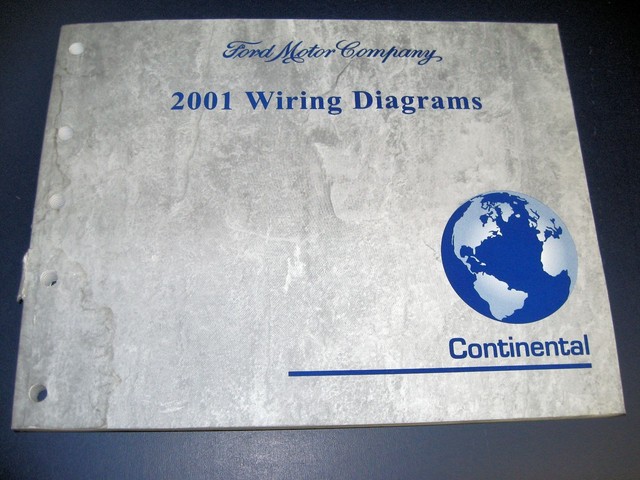 Ford Motor Company
2001 Wiring Diagrams
Continental